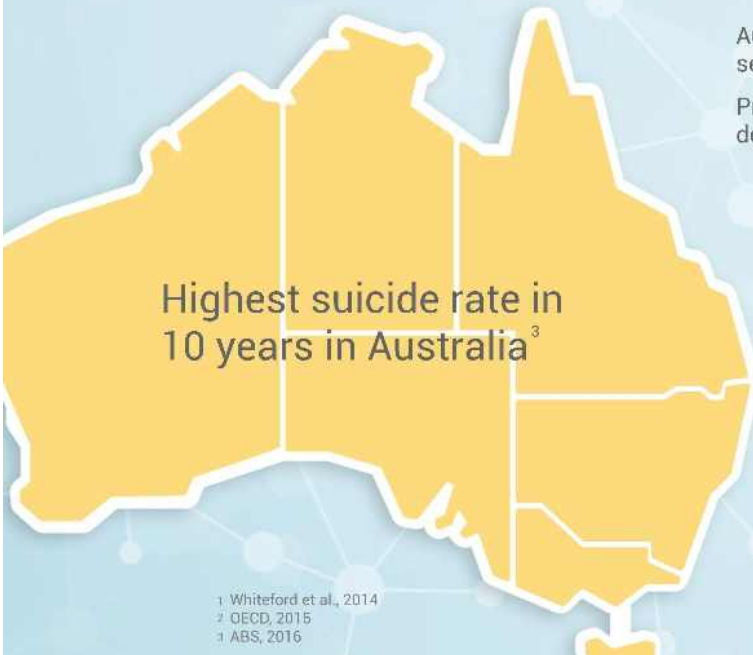 Highest suicide rate in
10 years in Australia³
1 Whiteford et al., 2014
2 OECD, 2015
3 ABS, 2016